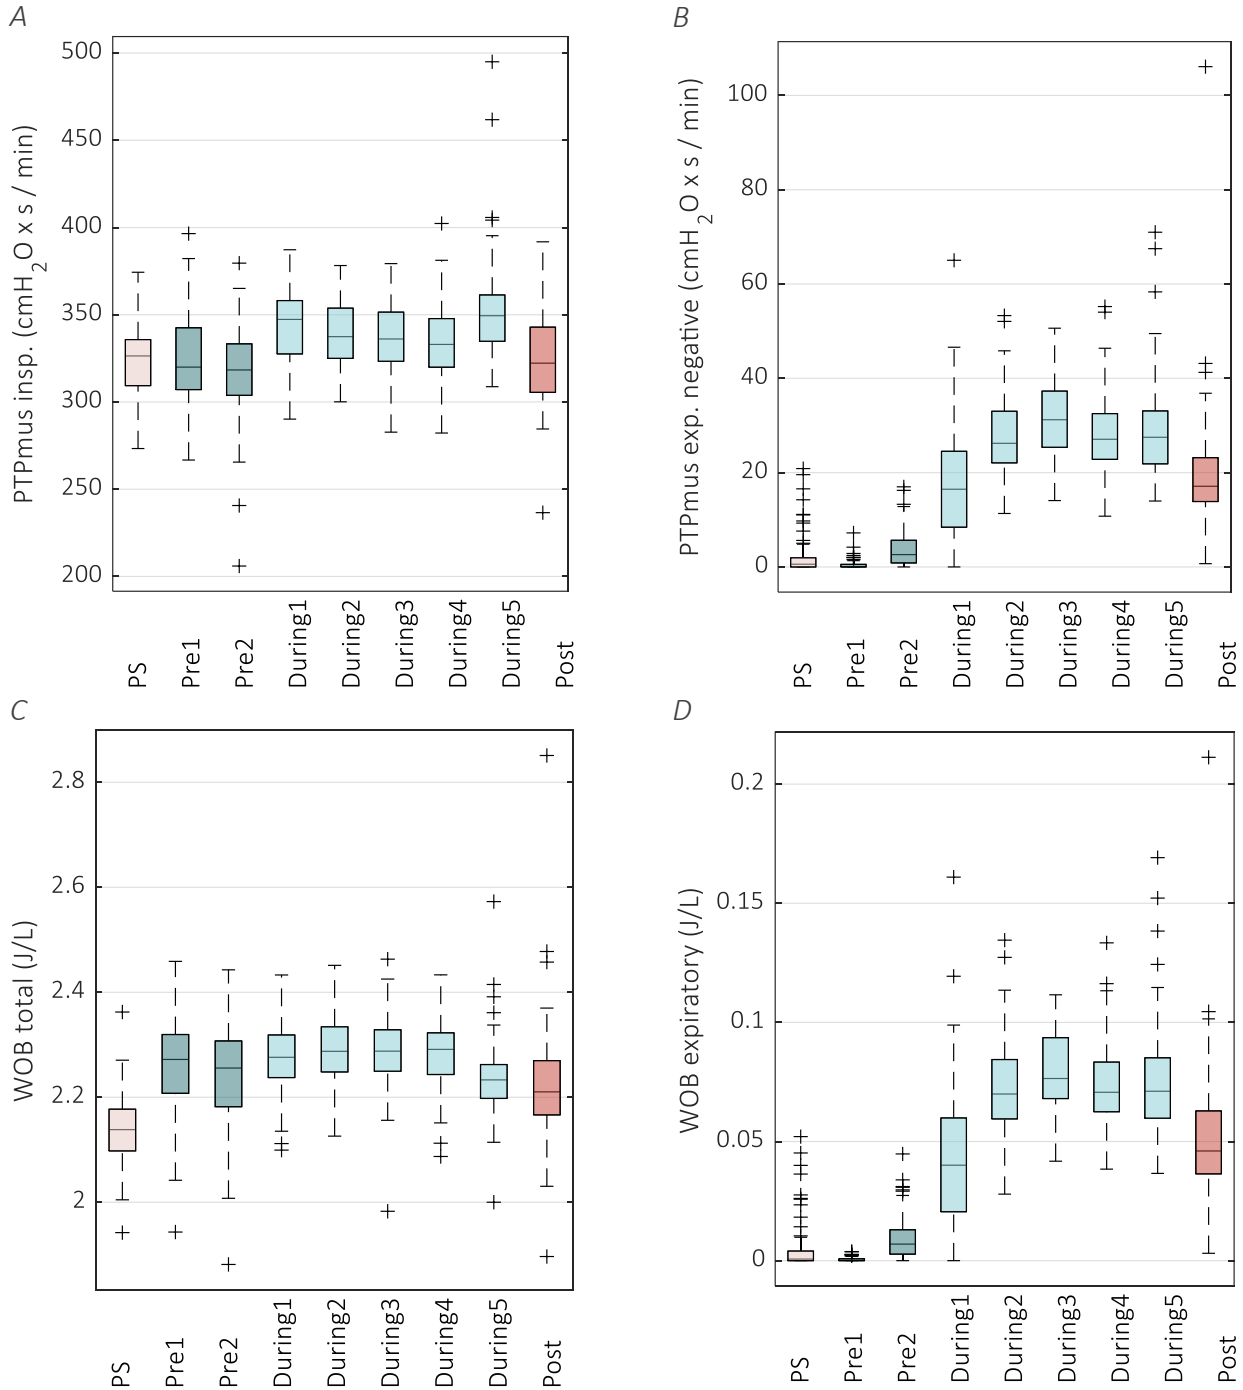 A
PTPmus insp. (cmH2O x s / min)
500
450
400
350
300
250
200
PS
Pre1
Pre2
During1
During2
During3
During4
During5
Post
B
PTPmus exp. negative (cmH2O x s / min)
100
80
60
40
20
0
PS
Pre1
Pre2
During1
During2
During3
During4
During5
Post
C
WOB total (J/L)
2.8
2.6
2.4
2.2
2
PS
Pre1
Pre2
During1
During2
During3
During4
During5
Post
D
WOB expiratory (J/L)
0.2
0.15
0.1
0.05
0
PS
Pre1
Pre2
During1
During2
During3
During4
During5
Post